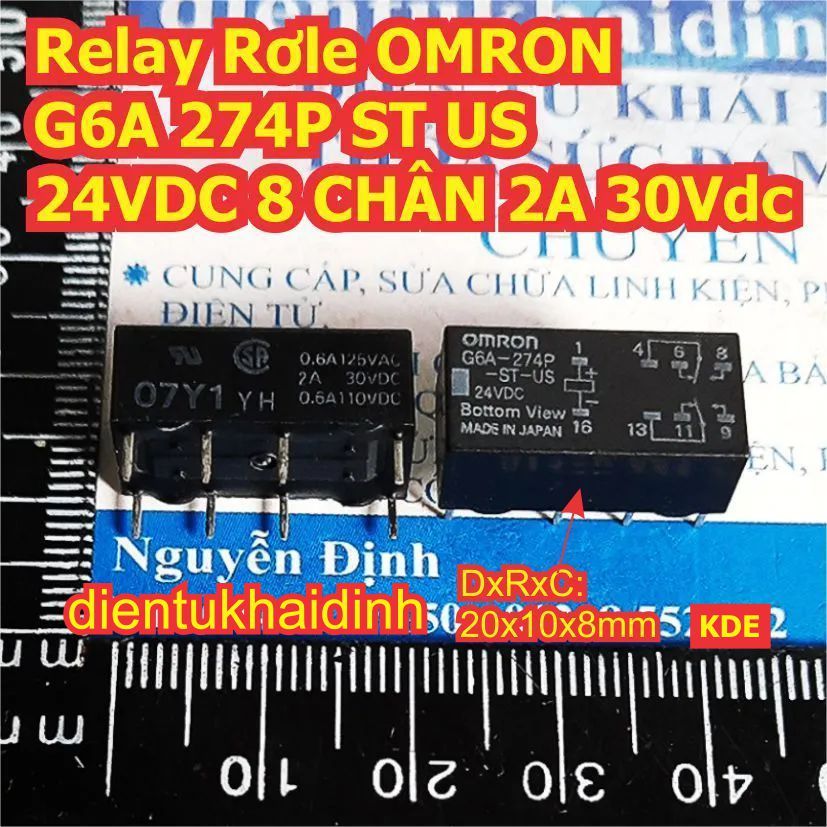 Relay Rơle OMRON
G6A 274P ST US
24VDC 8 CHÂN 2A 30Vdc
CHUYÊN
CUNG CẤP, SỬA CHỮA LINH KIỆN,
ĐIỆN TỬ.
07Y1 YH
0.6A125VAC
2A 30VDC
0.6A110VDC
OMRON
G6A-274P
-ST-US
24VDC
Bottom View
MADE IN JAPAN
1
+
-
16
4 6 8
13 11 9
Nguyễn Định
dientukhaidinh
DxRxC:
20x10x8mm
KDE
0 10 20 30 40